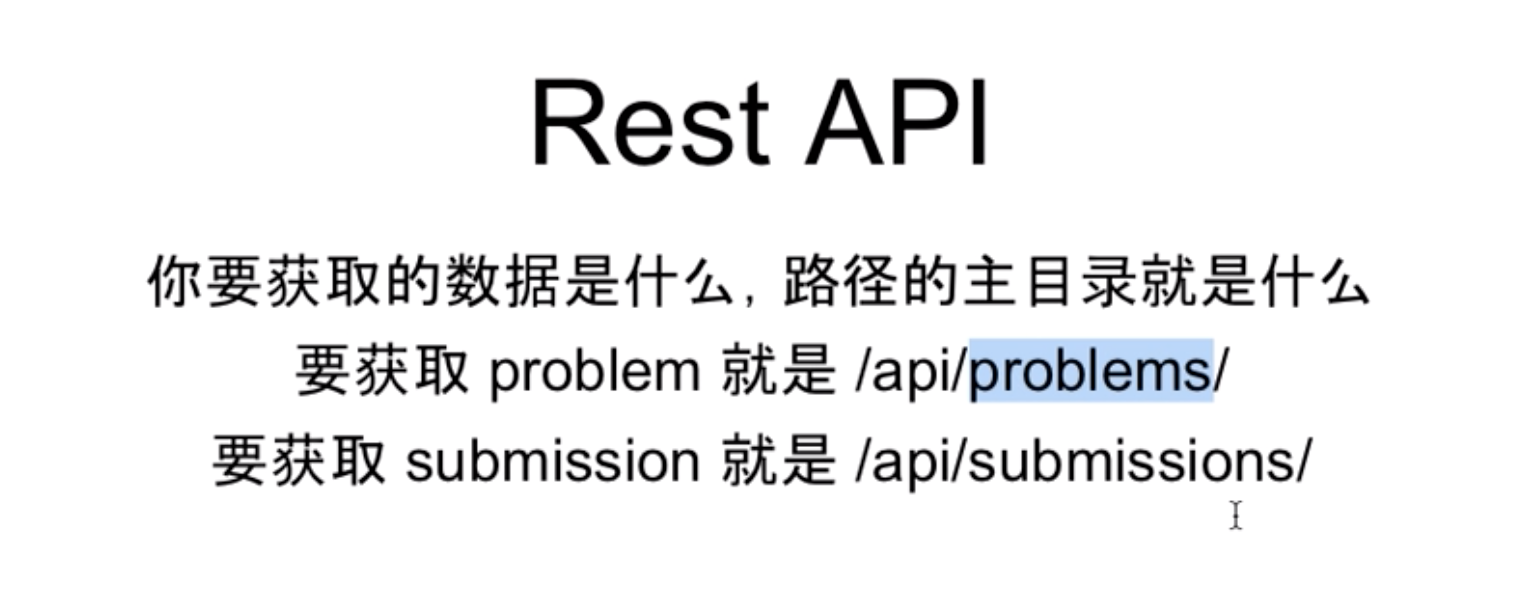 Rest API
你要获取的数据是什么, 路径的主目录就是什么
要获取 problem 就是 /api/problems/
要获取 submission 就是 /api/submissions/